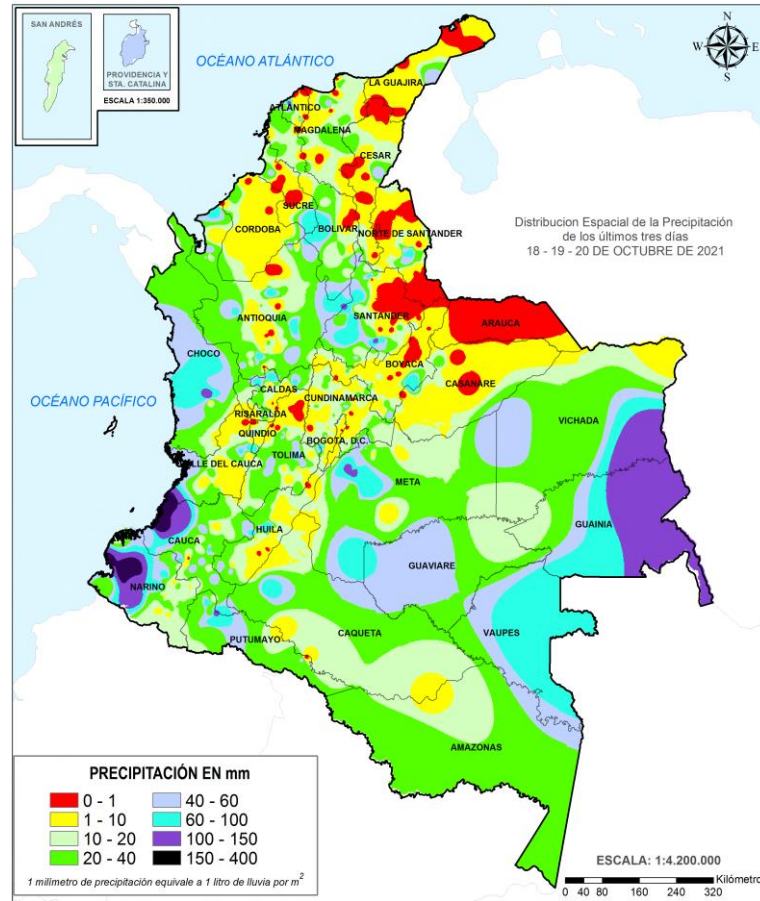 SAN ANDRÉS
PROVIDENCIA Y
STA. CATALINA
ESCALA 1:350.000
OCÉANO ATLÁNTICO
N
W
E
S
LA GUAJIRA
ATLÁNTICO
MAGDALENA
CESAR
SUCRE
CORDOBA
BOLIVAR
NORTE DE SANTANDER
Distribucion Espacial de la Precipitación
de los últimos tres días
18 - 19 - 20 DE OCTUBRE DE 2021
ANTIOQUIA
SANTANDER
ARAUCA
CHOCO
BOYACA
CASANARE
OCÉANO PACÍFICO
CALDAS
CUNDINAMARCA
RISARALDA
QUINDIO
BOGOTA, D.C.
VICHADA
TOLIMA
VALLE DEL CAUCA
META
GUAINIA
CAUCA
HUILA
GUAVIARE
NARINO
PUTUMAYO
CAQUETA
VAUPES
AMAZONAS
PRECIPITACIÓN EN mm
0 - 1
40 - 60
1 - 10
60 - 100
10 - 20
100 - 150
20 - 40
150 - 400
1 milímetro de precipitación equivale a 1 litro de lluvia por m2
ESCALA: 1:4.200.000
Kilómetro
0 40 80 160 240 320